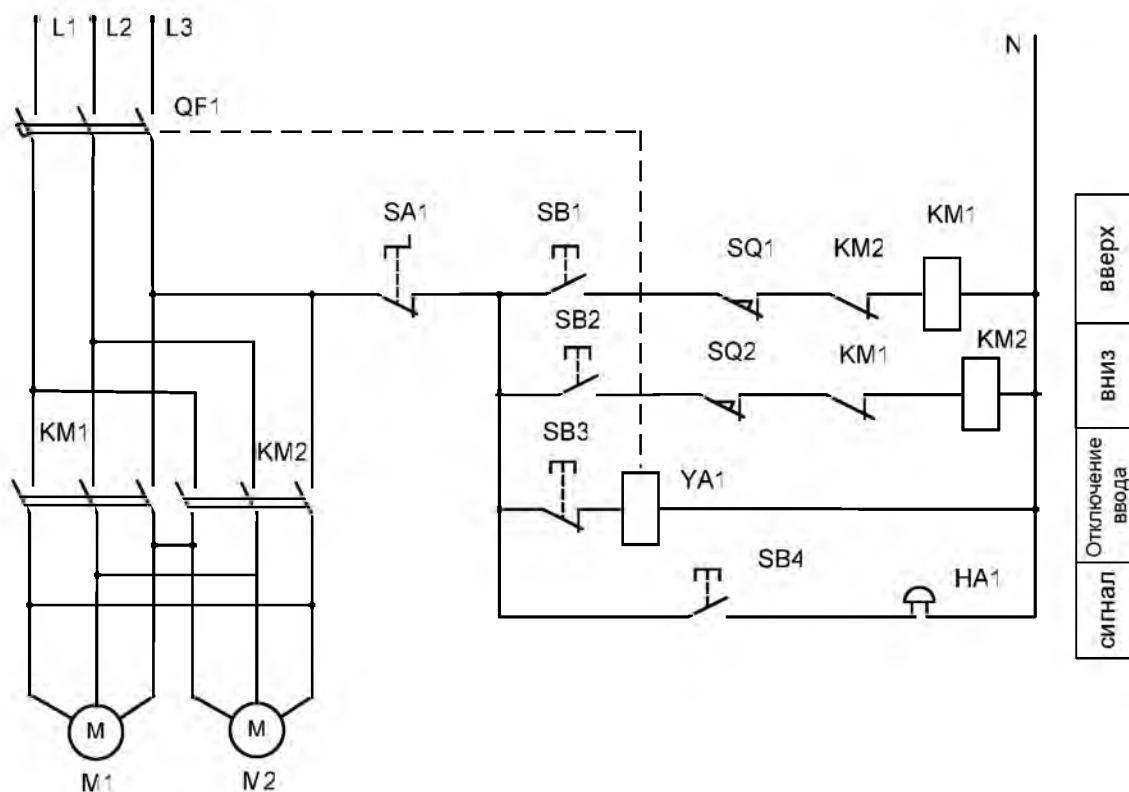 L1 L2 L3
N
QF1
SA1 SB1 KM1
SQ1 KM2
SB2 KM2
SQ2 KM1
KM1 SB3
KM2
YA1
SB4
HA1
M M
M1 M2
вверх
вниз
Отключение
ввода
сигнал